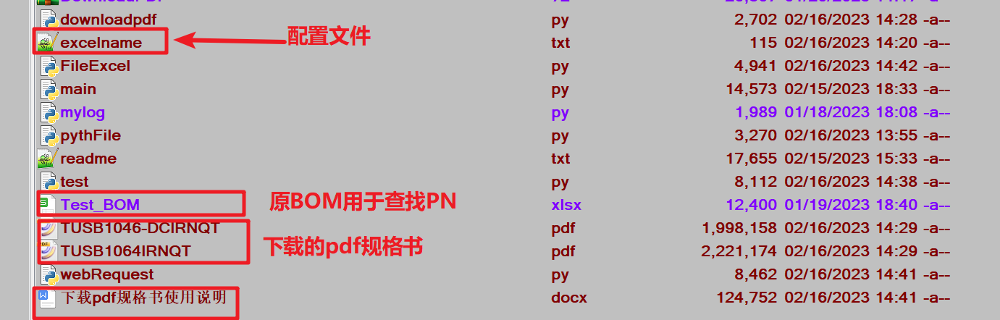 downloadpdf py 2,702 02/16/2023 14:28 -a--
excelname 配置文件 txt 115 02/16/2023 14:20 -a--
FileExcel py 4,941 02/16/2023 14:42 -a--
main py 14,573 02/15/2023 18:33 -a--
mylog py 1,989 01/18/2023 18:08 -a--
pythFile py 3,270 02/16/2023 13:55 -a--
readme txt 17,655 02/15/2023 15:33 -a--
test py 8,112 02/16/2023 14:38 -a--
Test_BOM 原BOM用于查找PN xlsx 12,400 01/19/2023 18:40 -a--
TUSB1046-DCIRNQT pdf 1,998,158 02/16/2023 14:29 -a--
下载的pdf规格书
TUSB1064IRNQT pdf 2,221,174 02/16/2023 14:29 -a--
webRequest py 8,462 02/16/2023 14:41 -a--
下载pdf规格书使用说明 docx 124,752 02/16/2023 14:41 -a--